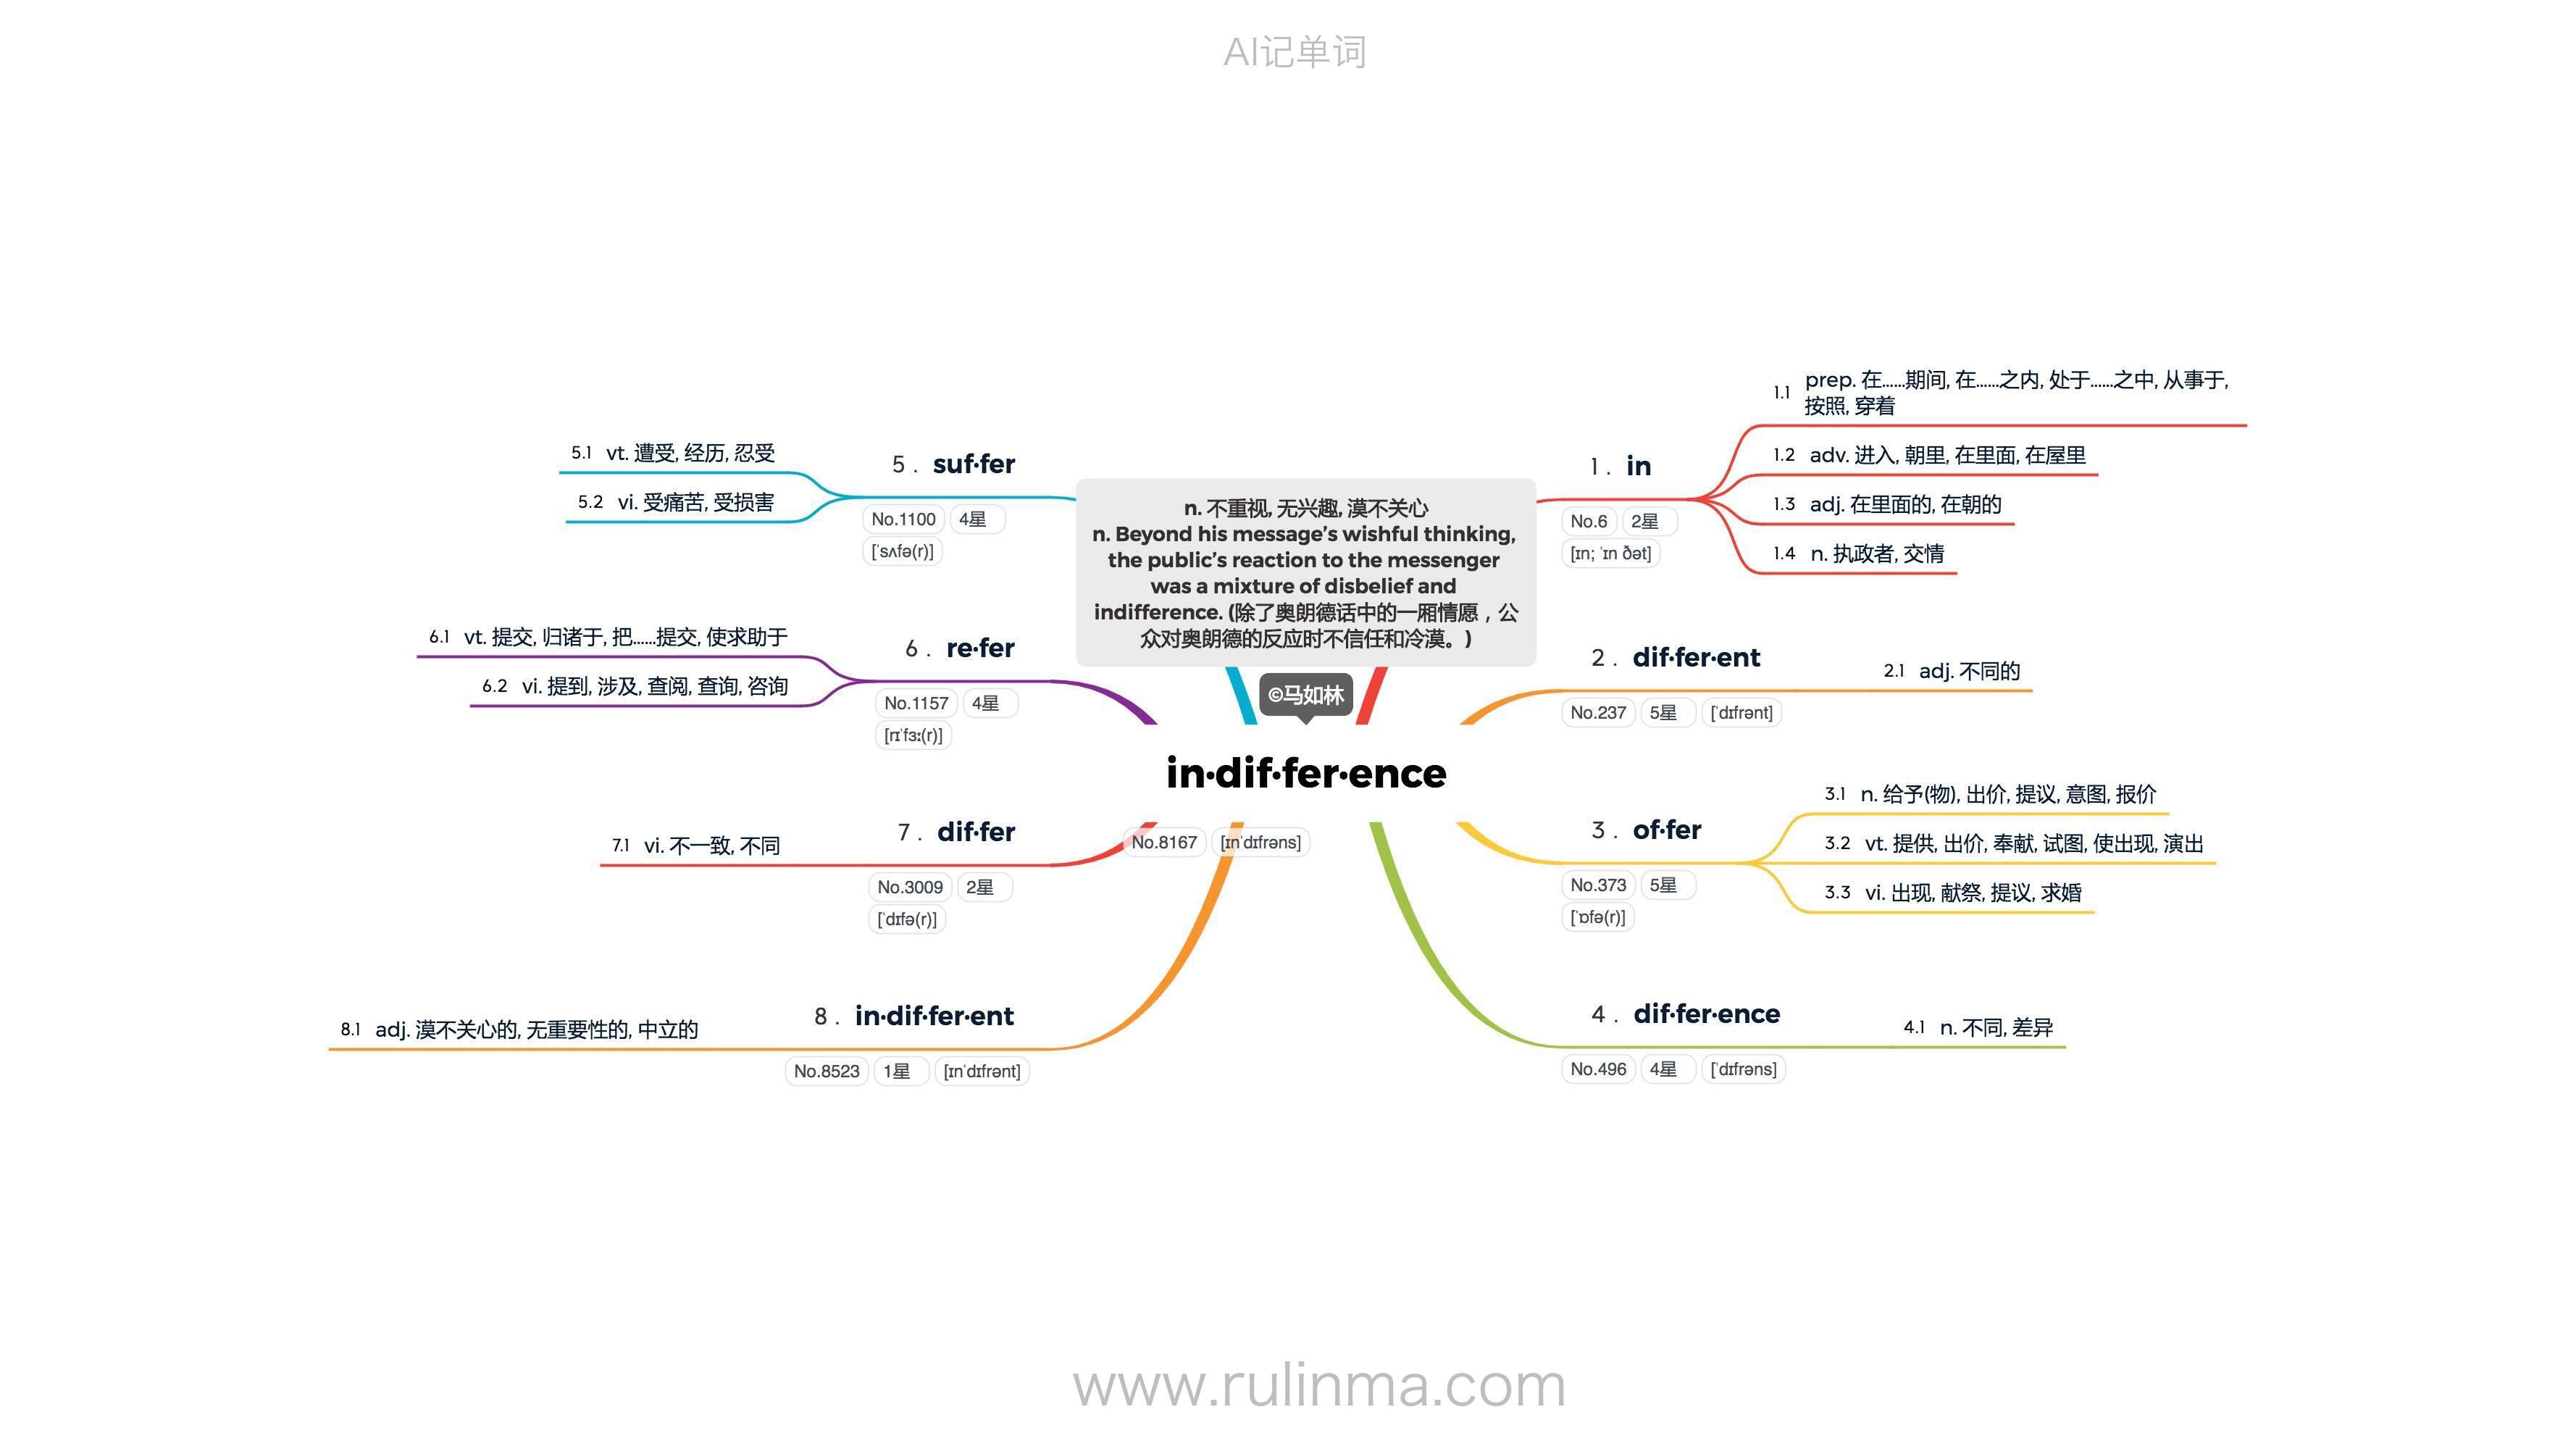 AI记单词
n. 不重视, 无兴趣, 漠不关心
n. Beyond his message’s wishful thinking,
the public’s reaction to the messenger
was a mixture of disbelief and
indifference. (除了奥朗德话中的一厢情愿，公
众对奥朗德的反应时不信任和冷漠。)
©马如林
in·dif·fer·ence
No.8167 [ɪnˈdɪfrəns]
1. in
No.6 2星
[ɪn; ˈɪn ðət]
1.1 prep. 在......期间, 在......之内, 处于......之中, 从事于,
按照, 穿着
1.2 adv. 进入, 朝里, 在里面, 在屋里
1.3 adj. 在里面的, 在朝的
1.4 n. 执政者, 交情
2. dif·fer·ent
No.237 5星 [ˈdɪfrənt]
2.1 adj. 不同的
3. of·fer
No.373 5星
[ˈɒfə(r)]
3.1 n. 给予(物), 出价, 提议, 意图, 报价
3.2 vt. 提供, 出价, 奉献, 试图, 使出现, 演出
3.3 vi. 出现, 献祭, 提议, 求婚
4. dif·fer·ence
No.496 4星 [ˈdɪfrəns]
4.1 n. 不同, 差异
5. suf·fer
No.1100 4星
[ˈsʌfə(r)]
5.1 vt. 遭受, 经历, 忍受
5.2 vi. 受痛苦, 受损害
6. re·fer
No.1157 4星
[rɪˈfɜː(r)]
6.1 vt. 提交, 归诸于, 把......提交, 使求助于
6.2 vi. 提到, 涉及, 查阅, 查询, 咨询
7. dif·fer
No.3009 2星
[ˈdɪfə(r)]
7.1 vi. 不一致, 不同
8. in·dif·fer·ent
No.8523 1星 [ɪnˈdɪfrənt]
8.1 adj. 漠不关心的, 无重要性的, 中立的
www.rulinma.com